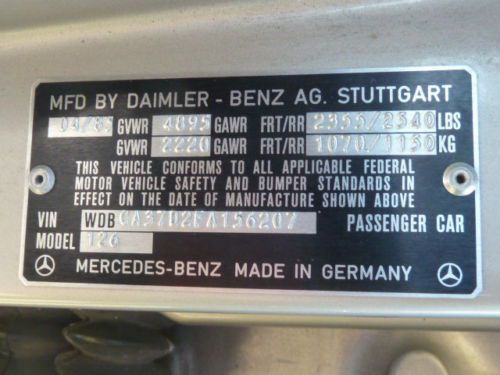 MFD BY DAIMLER - BENZ AG. STUTTGART
04/85 GVWR 4895 GAWR FRT/RR 2355/2540 LBS
GVWR 2220 GAWR FRT/RR 1070/1150 KG
THIS VEHICLE CONFORMS TO ALL APPLICABLE FEDERAL
MOTOR VEHICLE SAFETY AND BUMPER STANDARDS IN
EFFECT ON THE DATE OF MANUFACTURE SHOWN ABOVE
VIN WDBCA37D2FA156207 PASSENGER CAR
MODEL 126
MERCEDES-BENZ MADE IN GERMANY